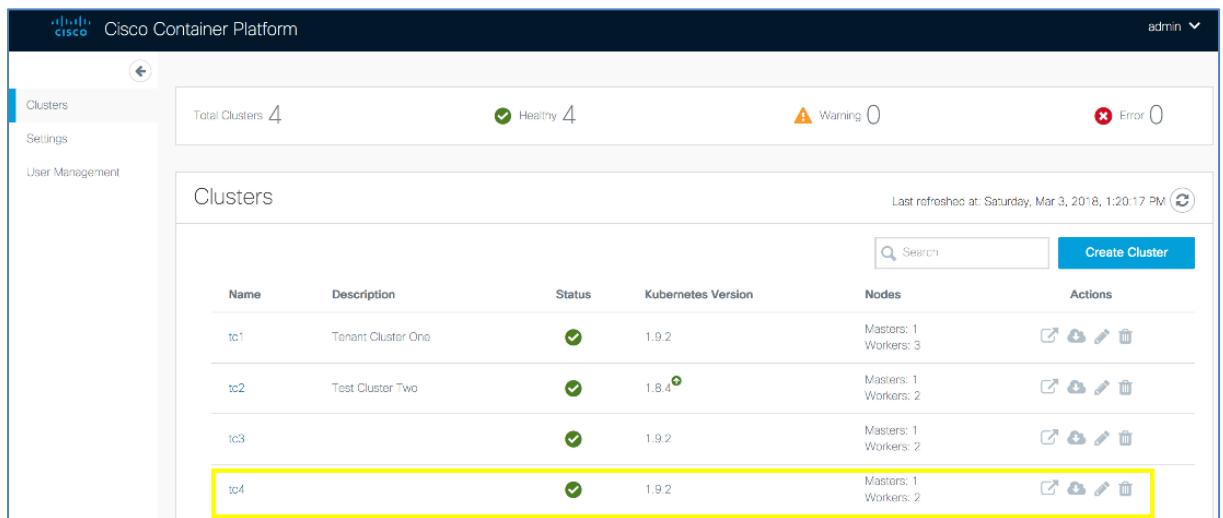 cisco Cisco Container Platform admin
Clusters
Settings
User Management
Total Clusters 4 Healthy 4 Warning 0 Error 0
Clusters Last refreshed at: Saturday, Mar 3, 2018, 1:20:17 PM
Search Create Cluster
Name Description Status Kubernetes Version Nodes Actions
tc1 Tenant Cluster One 1.9.2 Masters: 1
Workers: 3
tc2 Test Cluster Two 1.8.4 Masters: 1
Workers: 2
tc3 1.9.2 Masters: 1
Workers: 2
tc4 1.9.2 Masters: 1
Workers: 2